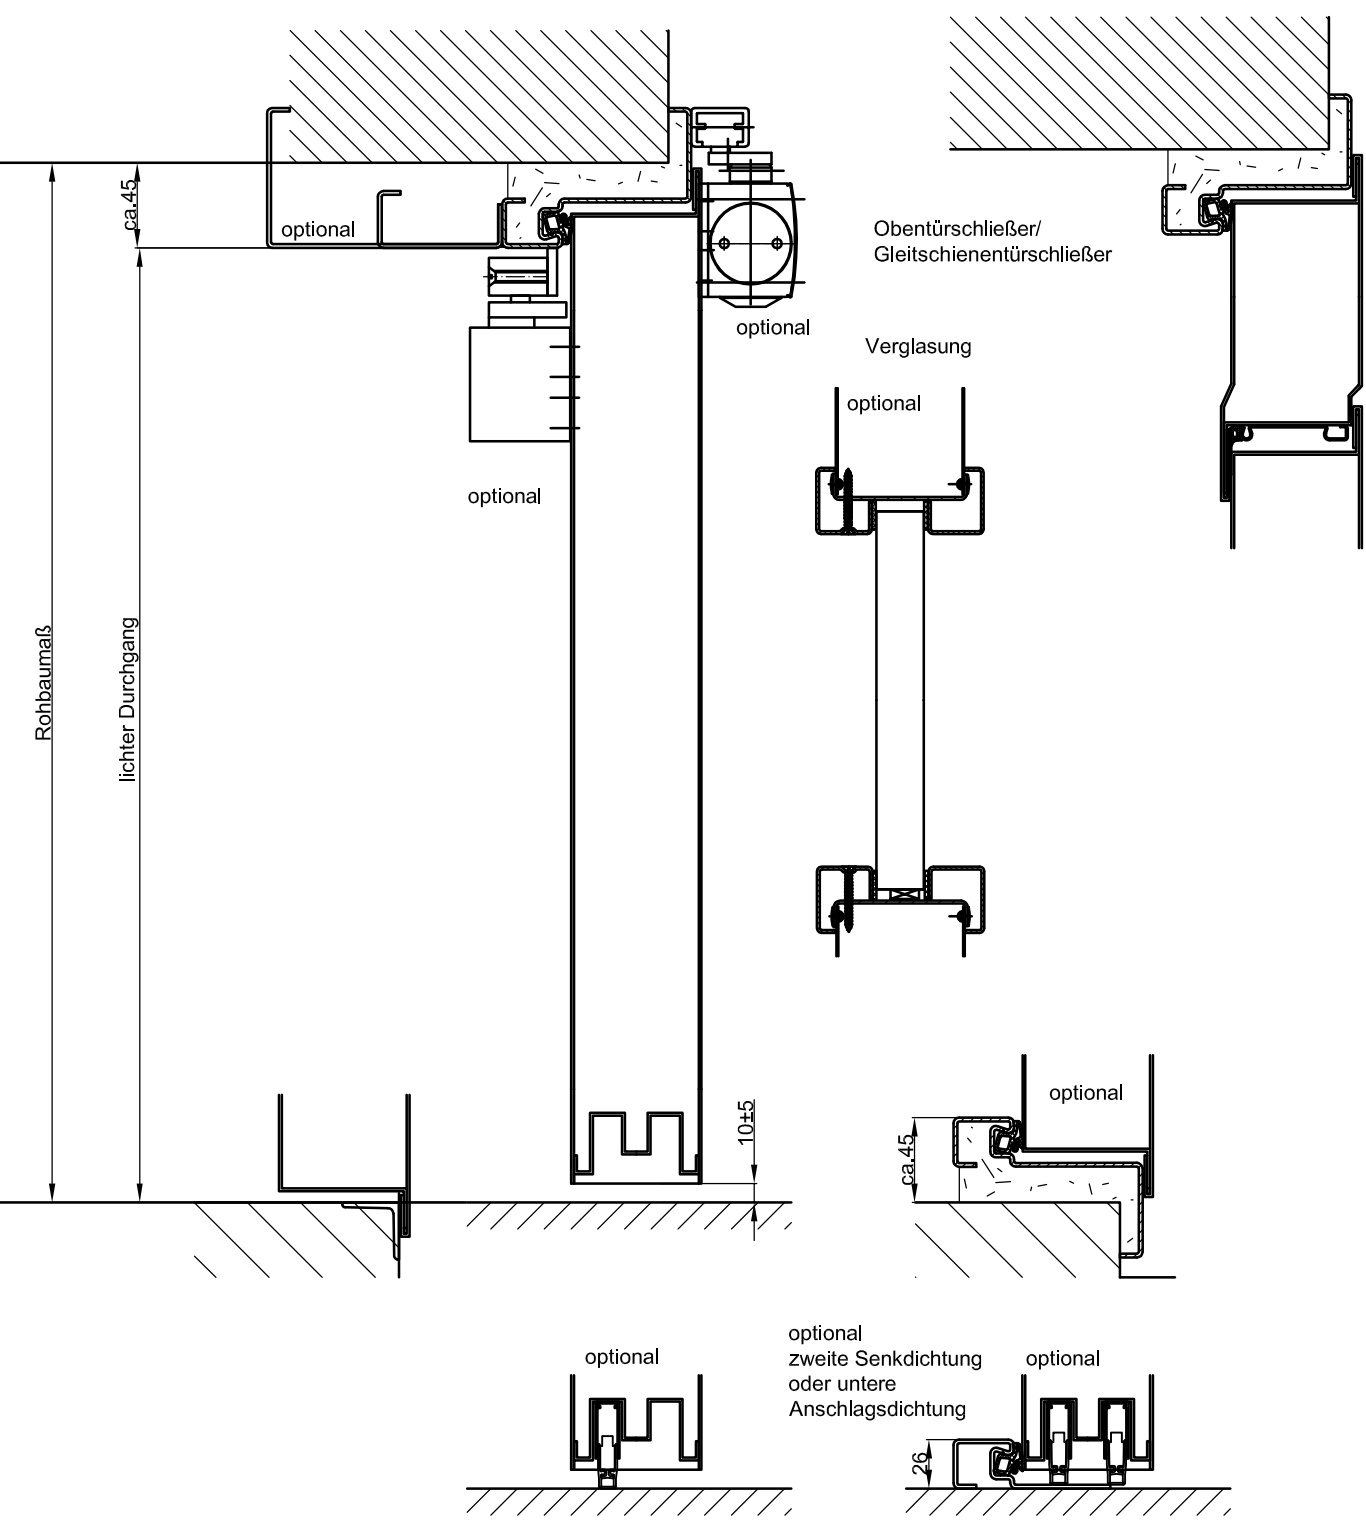 ca.45
optional
Obentürschließer/
Gleitschienentürschließer
optional
Verglasung
optional
optional
Rohbaumaß
lichter Durchgang
optional
10±5
ca.45
optional
zweite Senkdichtung
oder untere
Anschlagsdichtung
optional
optional
26